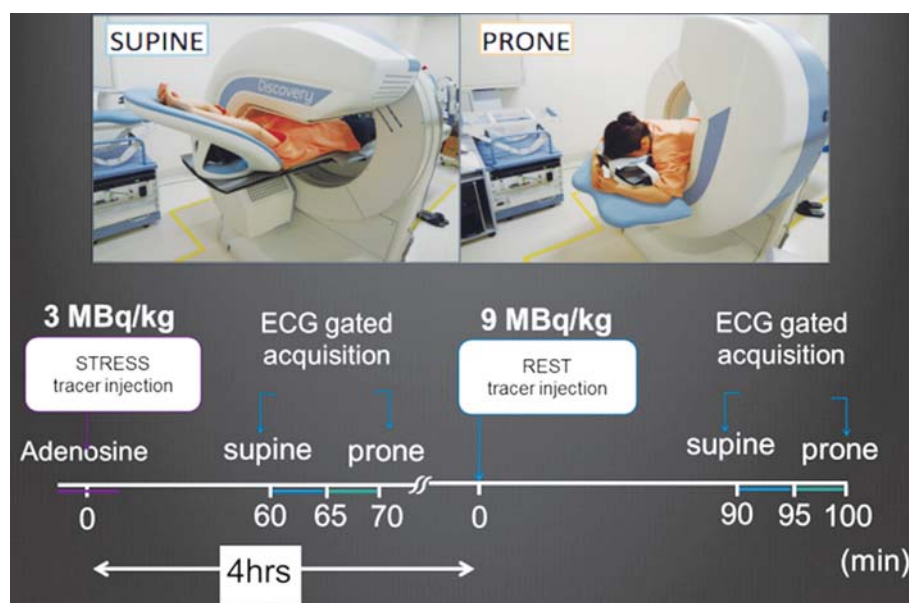 SUPINE
PRONE
Discovery
3 MBq/kg
STRESS
tracer injection
ECG gated
acquisition
9 MBq/kg
REST
tracer injection
ECG gated
acquisition
Adenosine
supine
prone
supine
prone
0
60
65
70
0
90
95
100
4hrs
(min)